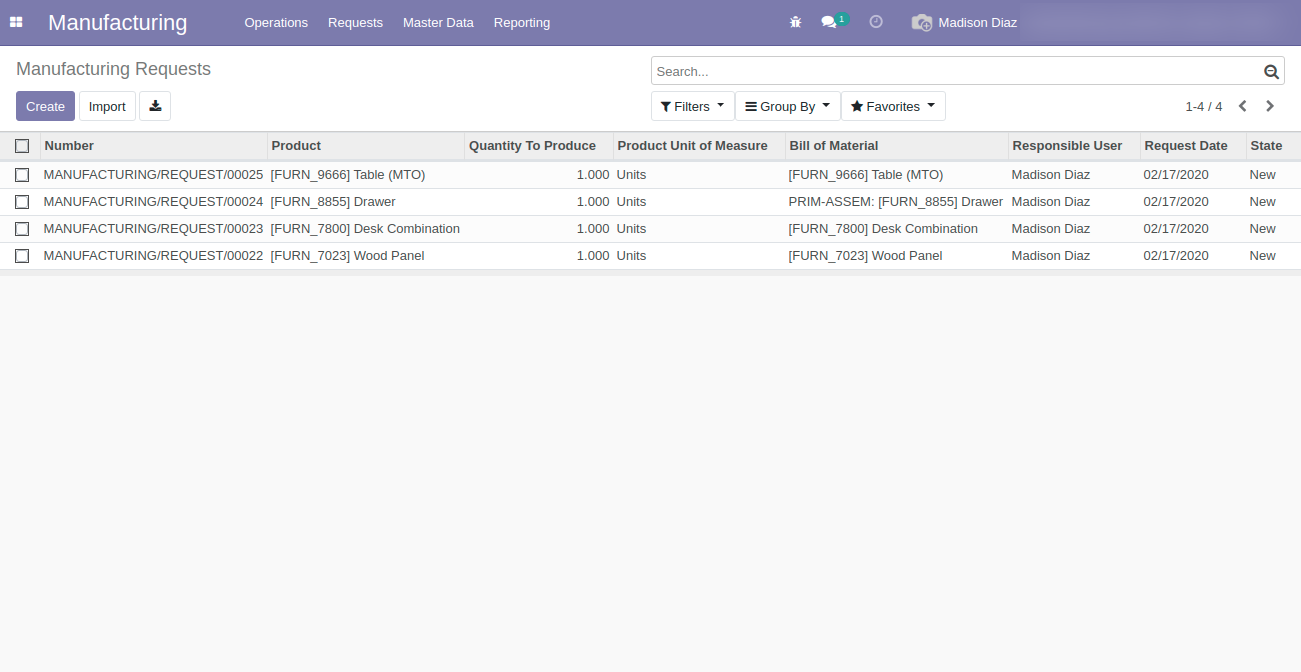 Manufacturing Operations Requests Master Data Reporting 1 Madison Diaz
Manufacturing Requests
Search...
Create Import Filters Group By Favorites 1-4 / 4
Number Product Quantity To Produce Product Unit of Measure Bill of Material Responsible User Request Date State
MANUFACTURING/REQUEST/00025 [FURN_9666] Table (MTO) 1.000 Units [FURN_9666] Table (MTO) Madison Diaz 02/17/2020 New
MANUFACTURING/REQUEST/00024 [FURN_8855] Drawer 1.000 Units PRIM-ASSEM: [FURN_8855] Drawer Madison Diaz 02/17/2020 New
MANUFACTURING/REQUEST/00023 [FURN_7800] Desk Combination 1.000 Units [FURN_7800] Desk Combination Madison Diaz 02/17/2020 New
MANUFACTURING/REQUEST/00022 [FURN_7023] Wood Panel 1.000 Units [FURN_7023] Wood Panel Madison Diaz 02/17/2020 New